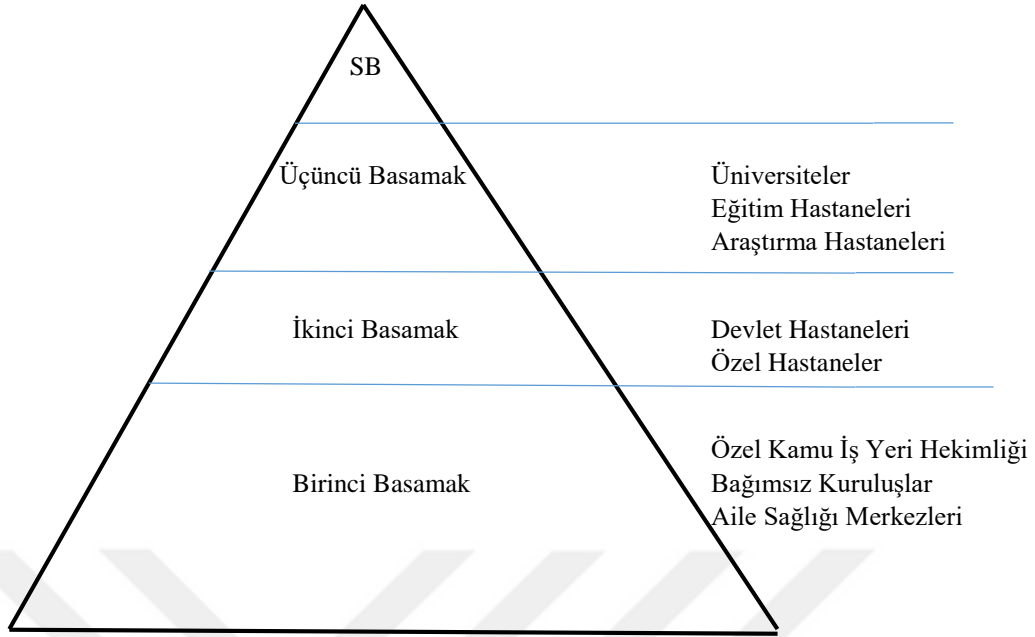 SB
Üçüncü Basamak
Üniversiteler
Eğitim Hastaneleri
Araştırma Hastaneleri
İkinci Basamak
Devlet Hastaneleri
Özel Hastaneler
Birinci Basamak
Özel Kamu İş Yeri Hekimliği
Bağımsız Kuruluşlar
Aile Sağlığı Merkezleri